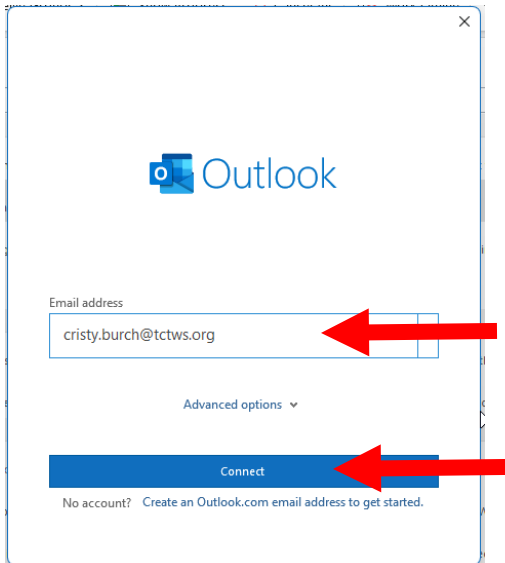 Outlook
Email address
cristy.burch@tctws.org
Advanced options
Connect
No account? Create an Outlook.com email address to get started.